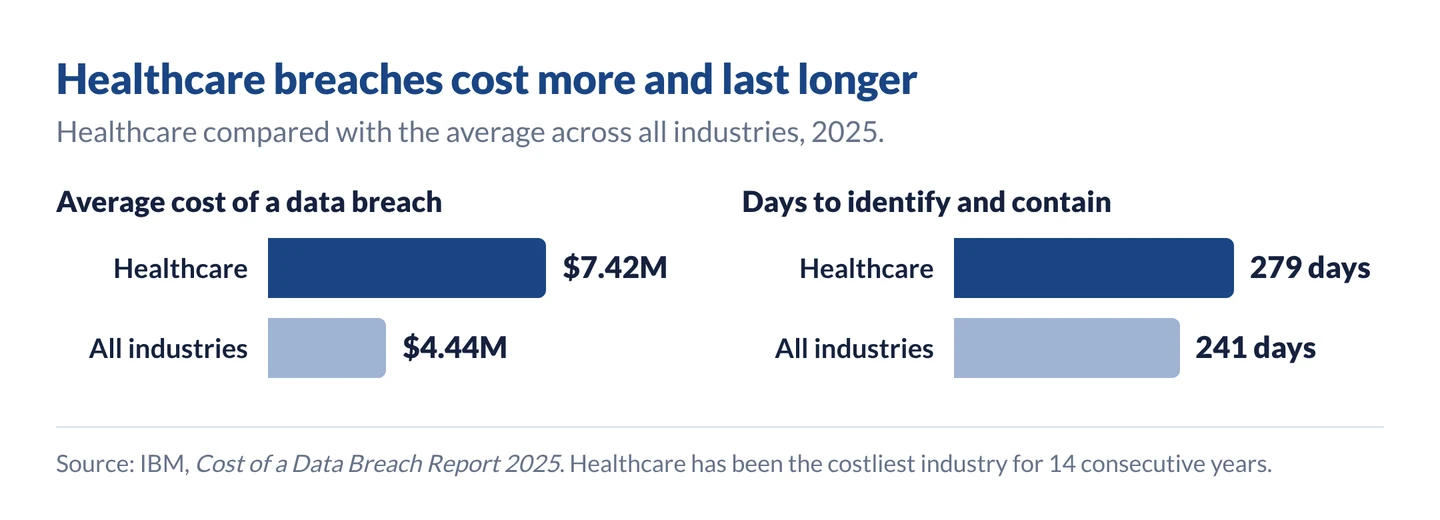 Healthcare breaches cost more and last longer
Healthcare compared with the average across all industries, 2025.
Average cost of a data breach
Healthcare $7.42M
All industries $4.44M
Days to identify and contain
Healthcare 279 days
All industries 241 days
Source: IBM, Cost of a Data Breach Report 2025. Healthcare has been the costliest industry for 14 consecutive years.